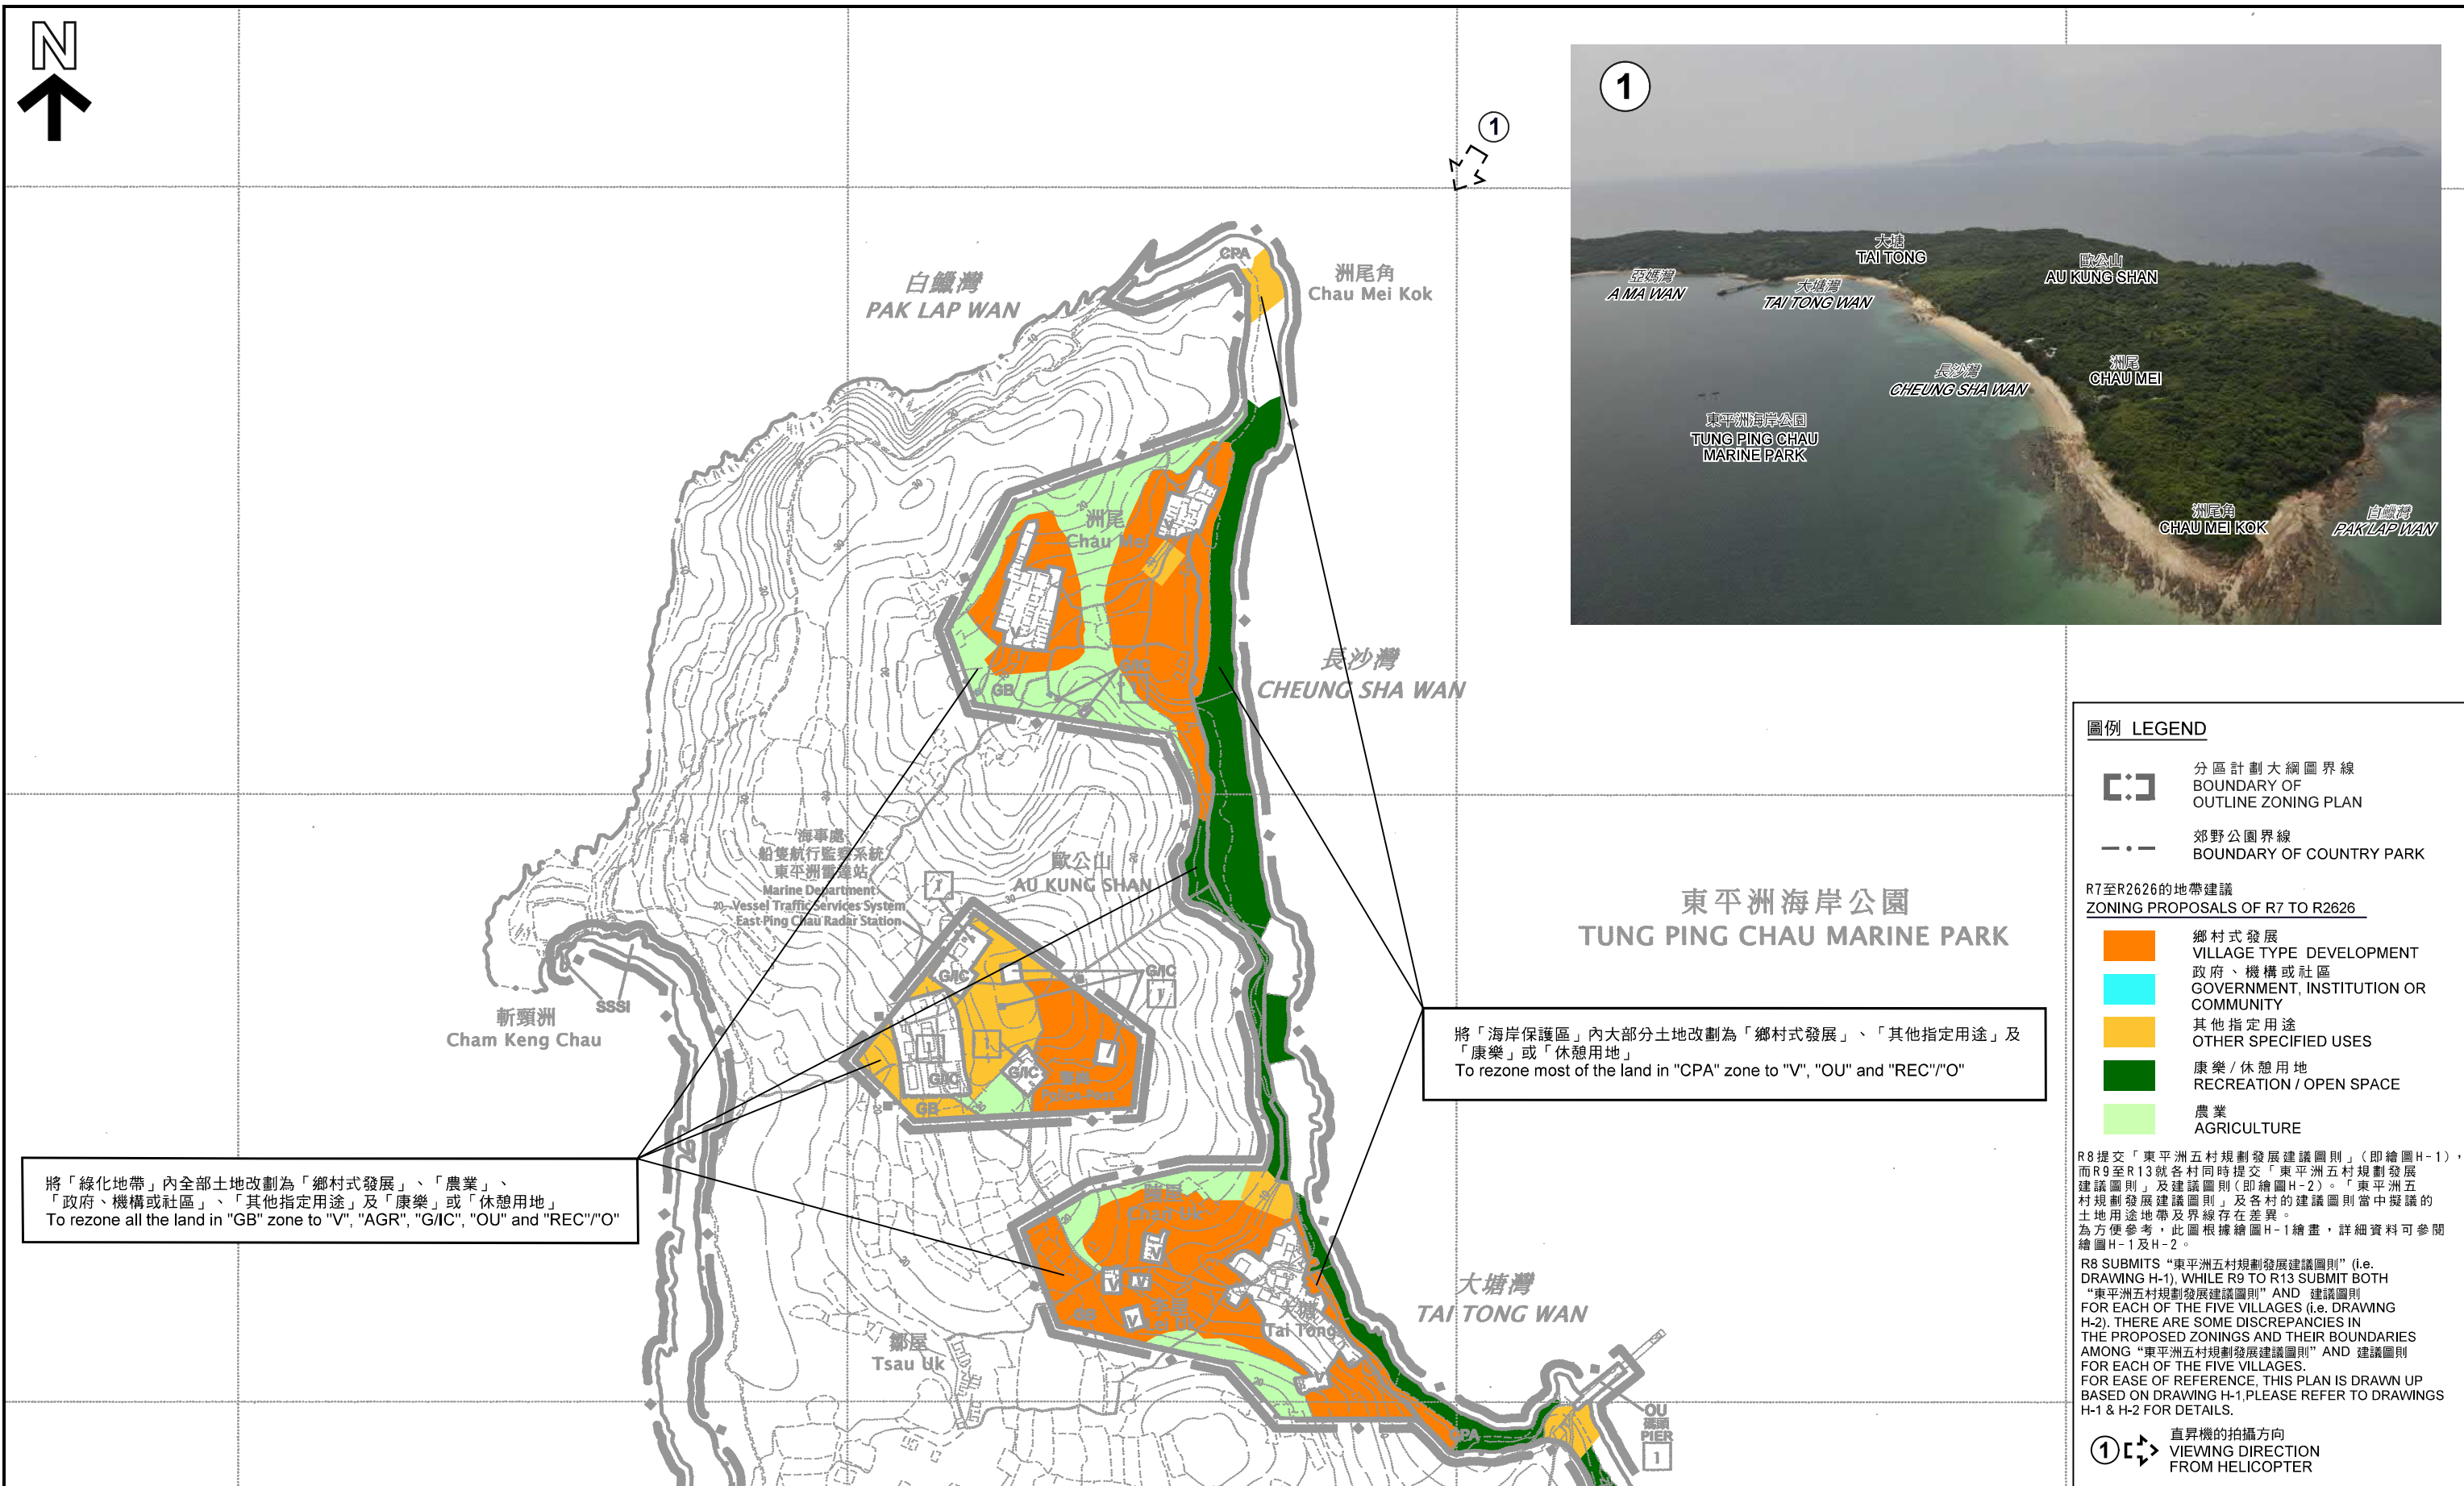 N
1
1
大塘
TAI TONG
歐公山
AU KUNG SHAN
亞媽灣
A MA WAN
大塘灣
TAI TONG WAN
長沙灣
CHEUNG SHA WAN
洲尾
CHAU MEI
東平洲海岸公園
TUNG PING CHAU
MARINE PARK
洲尾角
CHAU MEI KOK
白鱲灣
PAK LAP WAN
CPA
白鱲灣
PAK LAP WAN
洲尾角
Chau Mei Kok
洲尾
Chau Mei
V
V
G/IC
GB
長沙灣
CHEUNG SHA WAN
海事處
船隻航行監察系統
東平洲雷達站
Marine Department
Vessel Traffic Services System
East Ping Chau Radar Station
1
歐公山
AU KUNG SHAN
東平洲海岸公園
TUNG PING CHAU MARINE PARK
G/IC
G/IC
1
SSSI
斬頸洲
Cham Keng Chau
1
1
G/IC
G/IC
警崗
Police Post
GB
將「海岸保護區」內大部分土地改劃為「鄉村式發展」、「其他指定用途」及
「康樂」或「休憩用地」
To rezone most of the land in "CPA" zone to "V", "OU" and "REC"/"O"
將「綠化地帶」內全部土地改劃為「鄉村式發展」、「農業」、
「政府、機構或社區」、「其他指定用途」及「康樂」或「休憩用地」
To rezone all the land in "GB" zone to "V", "AGR", "G/IC", "OU" and "REC"/"O"
陳屋
Chan Uk
V
V
V
V
李屋
Lei Uk
GB
大塘
Tai Tong
V
大塘灣
TAI TONG WAN
鄒屋
Tsau Uk
CPA
OU
碼頭
PIER
1
圖例 LEGEND
分區計劃大綱圖界線
BOUNDARY OF
OUTLINE ZONING PLAN
郊野公園界線
BOUNDARY OF COUNTRY PARK
R7至R2626的地帶建議
ZONING PROPOSALS OF R7 TO R2626
鄉村式發展
VILLAGE TYPE DEVELOPMENT
政府、機構或社區
GOVERNMENT, INSTITUTION OR
COMMUNITY
其他指定用途
OTHER SPECIFIED USES
康樂/休憩用地
RECREATION / OPEN SPACE
農業
AGRICULTURE
R8提交「東平洲五村規劃發展建議圖則」(即繪圖H-1)，
而R9至R13就各村同時提交「東平洲五村規劃發展
建議圖則」及建議圖則(即繪圖H-2)。「東平洲五
村規劃發展建議圖則」及各村的建議圖則當中擬議的
土地用途地帶及界線存在差異。
為方便參考，此圖根據繪圖H-1繪畫，詳細資料可參閱
繪圖H-1及H-2。
R8 SUBMITS “東平洲五村規劃發展建議圖則” (i.e.
DRAWING H-1), WHILE R9 TO R13 SUBMIT BOTH
“東平洲五村規劃發展建議圖則” AND 建議圖則
FOR EACH OF THE FIVE VILLAGES (i.e. DRAWING
H-2). THERE ARE SOME DISCREPANCIES IN
THE PROPOSED ZONINGS AND THEIR BOUNDARIES
AMONG “東平洲五村規劃發展建議圖則” AND 建議圖則
FOR EACH OF THE FIVE VILLAGES.
FOR EASE OF REFERENCE, THIS PLAN IS DRAWN UP
BASED ON DRAWING H-1,PLEASE REFER TO DRAWINGS
H-1 & H-2 FOR DETAILS.
1
直昇機的拍攝方向
VIEWING DIRECTION
FROM HELICOPTER